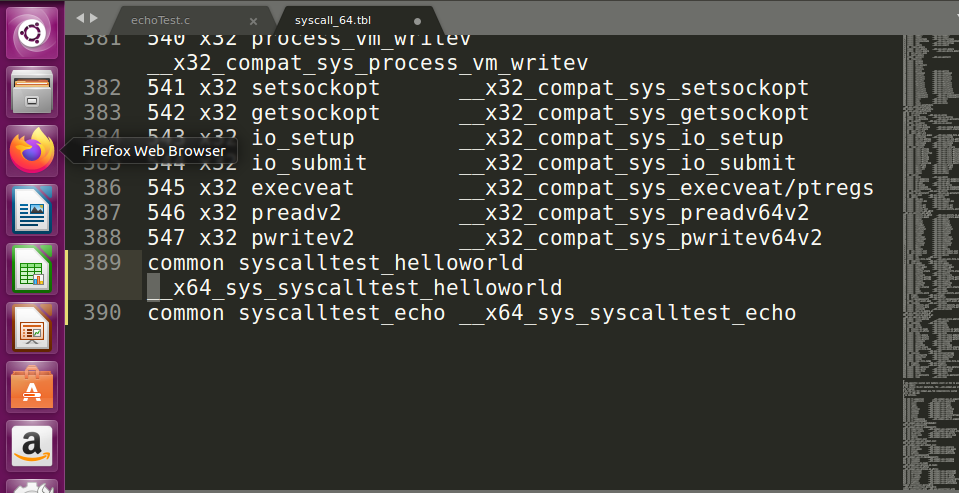 echoTest.c × syscall_64.tbl
381 540 x32 process_vm_writev
__x32_compat_sys_process_vm_writev
382 541 x32 setsockopt __x32_compat_sys_setsockopt
383 542 x32 getsockopt __x32_compat_sys_getsockopt
384 543 x32 io_setup __x32_compat_sys_io_setup
Firefox Web Browser
385 544 x32 io_submit __x32_compat_sys_io_submit
386 545 x32 execveat __x32_compat_sys_execveat/ptregs
387 546 x32 preadv2 __x32_compat_sys_preadv64v2
388 547 x32 pwritev2 __x32_compat_sys_pwritev64v2
389 common syscalltest_helloworld
__x64_sys_syscalltest_helloworld
390 common syscalltest_echo __x64_sys_syscalltest_echo